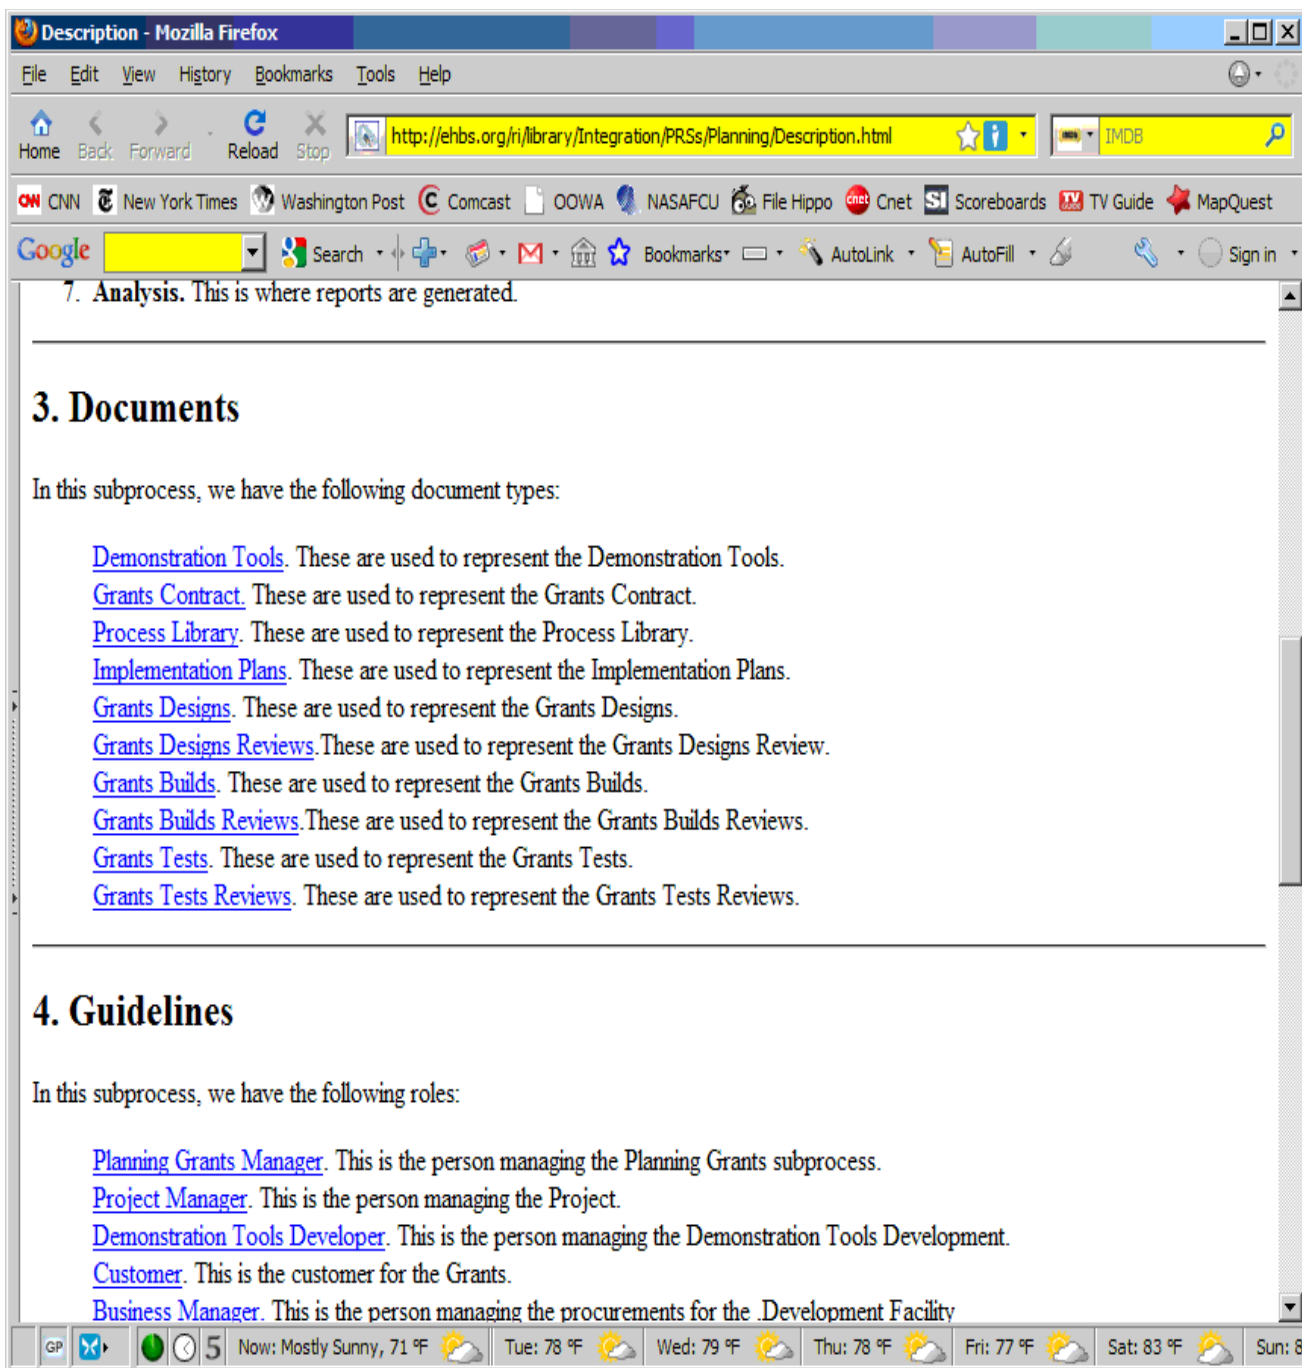 Description - Mozilla Firefox
File Edit View History Bookmarks Tools Help
Home Back Forward Reload Stop http://ehbs.org/ri/library/Integration/PRSs/Planning/Description.html IMDB
CNN New York Times Washington Post Comcast OOWA NASAFCU File Hippo Cnet Scoreboards TV Guide MapQuest
Google Search Bookmarks AutoLink AutoFill Sign in
7. Analysis. This is where reports are generated.
3. Documents
In this subprocess, we have the following document types:
Demonstration Tools. These are used to represent the Demonstration Tools.
Grants Contract. These are used to represent the Grants Contract.
Process Library. These are used to represent the Process Library.
Implementation Plans. These are used to represent the Implementation Plans.
Grants Designs. These are used to represent the Grants Designs.
Grants Designs Reviews.These are used to represent the Grants Designs Review.
Grants Builds. These are used to represent the Grants Builds.
Grants Builds Reviews.These are used to represent the Grants Builds Reviews.
Grants Tests. These are used to represent the Grants Tests.
Grants Tests Reviews. These are used to represent the Grants Tests Reviews.
4. Guidelines
In this subprocess, we have the following roles:
Planning Grants Manager. This is the person managing the Planning Grants subprocess.
Project Manager. This is the person managing the Project.
Demonstration Tools Developer. This is the person managing the Demonstration Tools Development.
Customer. This is the customer for the Grants.
Business Manager. This is the person managing the procurements for the .Development Facility
GP 5 Now: Mostly Sunny, 71 °F Tue: 78 °F Wed: 79 °F Thu: 78 °F Fri: 77 °F Sat: 83 °F Sun: 8